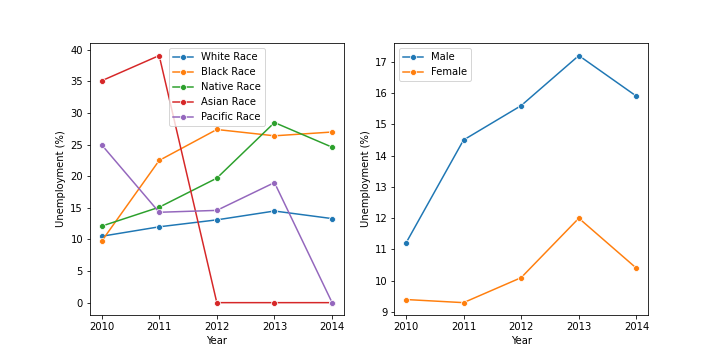 40
35
30
25
20
15
10
5
0
Unemployment (%)
White Race
Black Race
Native Race
Asian Race
Pacific Race
2010 2011 2012 2013 2014
Year
17
16
15
14
13
12
11
10
9
Unemployment (%)
Male
Female
2010 2011 2012 2013 2014
Year